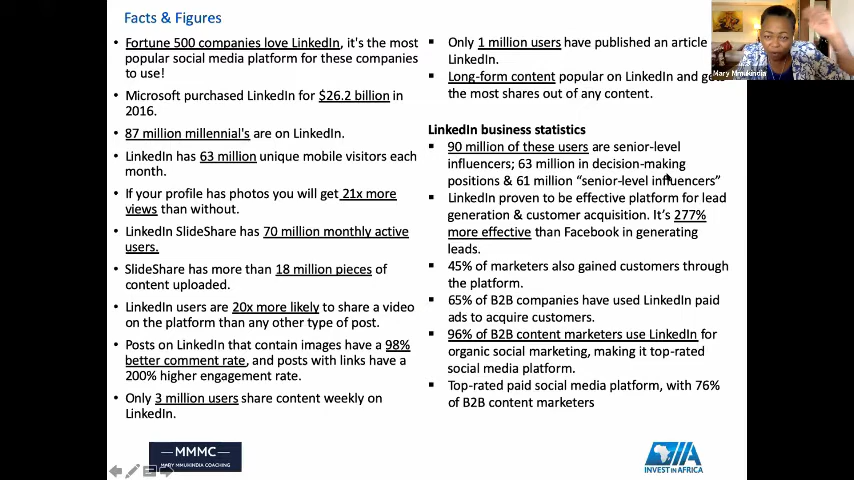 Facts & Figures
• Fortune 500 companies love LinkedIn, it's the most
popular social media platform for these companies
to use!
• Microsoft purchased LinkedIn for $26.2 billion in
2016.
• 87 million millennial's are on LinkedIn.
• LinkedIn has 63 million unique mobile visitors each
month.
• If your profile has photos you will get 21x more
views than without.
• LinkedIn SlideShare has 70 million monthly active
users.
• SlideShare has more than 18 million pieces of
content uploaded.
• LinkedIn users are 20x more likely to share a video
on the platform than any other type of post.
• Posts on LinkedIn that contain images have a 98%
better comment rate, and posts with links have a
200% higher engagement rate.
• Only 3 million users share content weekly on
LinkedIn.
▪ Only 1 million users have published an article
LinkedIn.
▪ Long-form content popular on LinkedIn and gets
the most shares out of any content.
LinkedIn business statistics
▪ 90 million of these users are senior-level
influencers; 63 million in decision-making
positions & 61 million “senior-level influencers”
▪ LinkedIn proven to be effective platform for lead
generation & customer acquisition. It’s 277%
more effective than Facebook in generating
leads.
▪ 45% of marketers also gained customers through
the platform.
▪ 65% of B2B companies have used LinkedIn paid
ads to acquire customers.
▪ 96% of B2B content marketers use LinkedIn for
organic social marketing, making it top-rated
social media platform.
▪ Top-rated paid social media platform, with 76%
of B2B content marketers
Mary Mmukindia
MMMC
MARY MMUKINDIA COACHING
IIA
INVEST IN AFRICA